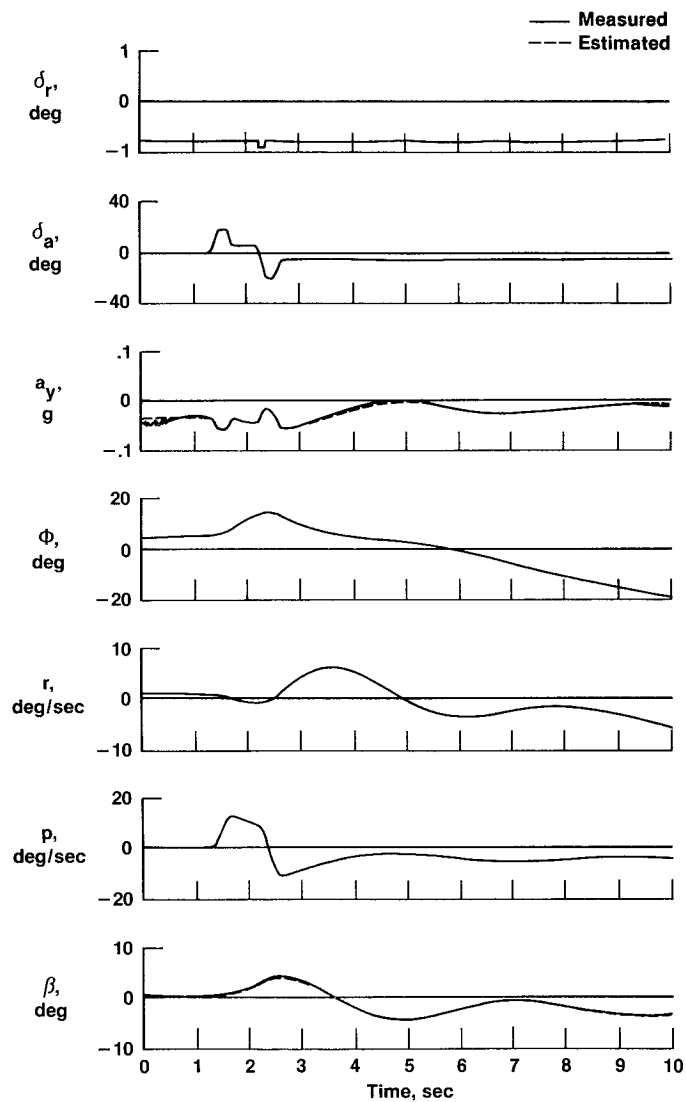 Measured
Estimated
1
δr,
deg
0
−1
40
δa,
deg
0
−40
.1
ay,
g
0
−.1
20
Φ,
deg
0
−20
10
r,
deg/sec
0
−10
20
p,
deg/sec
0
−20
10
β,
deg
0
−10
0 1 2 3 4 5 6 7 8 9 10
Time, sec